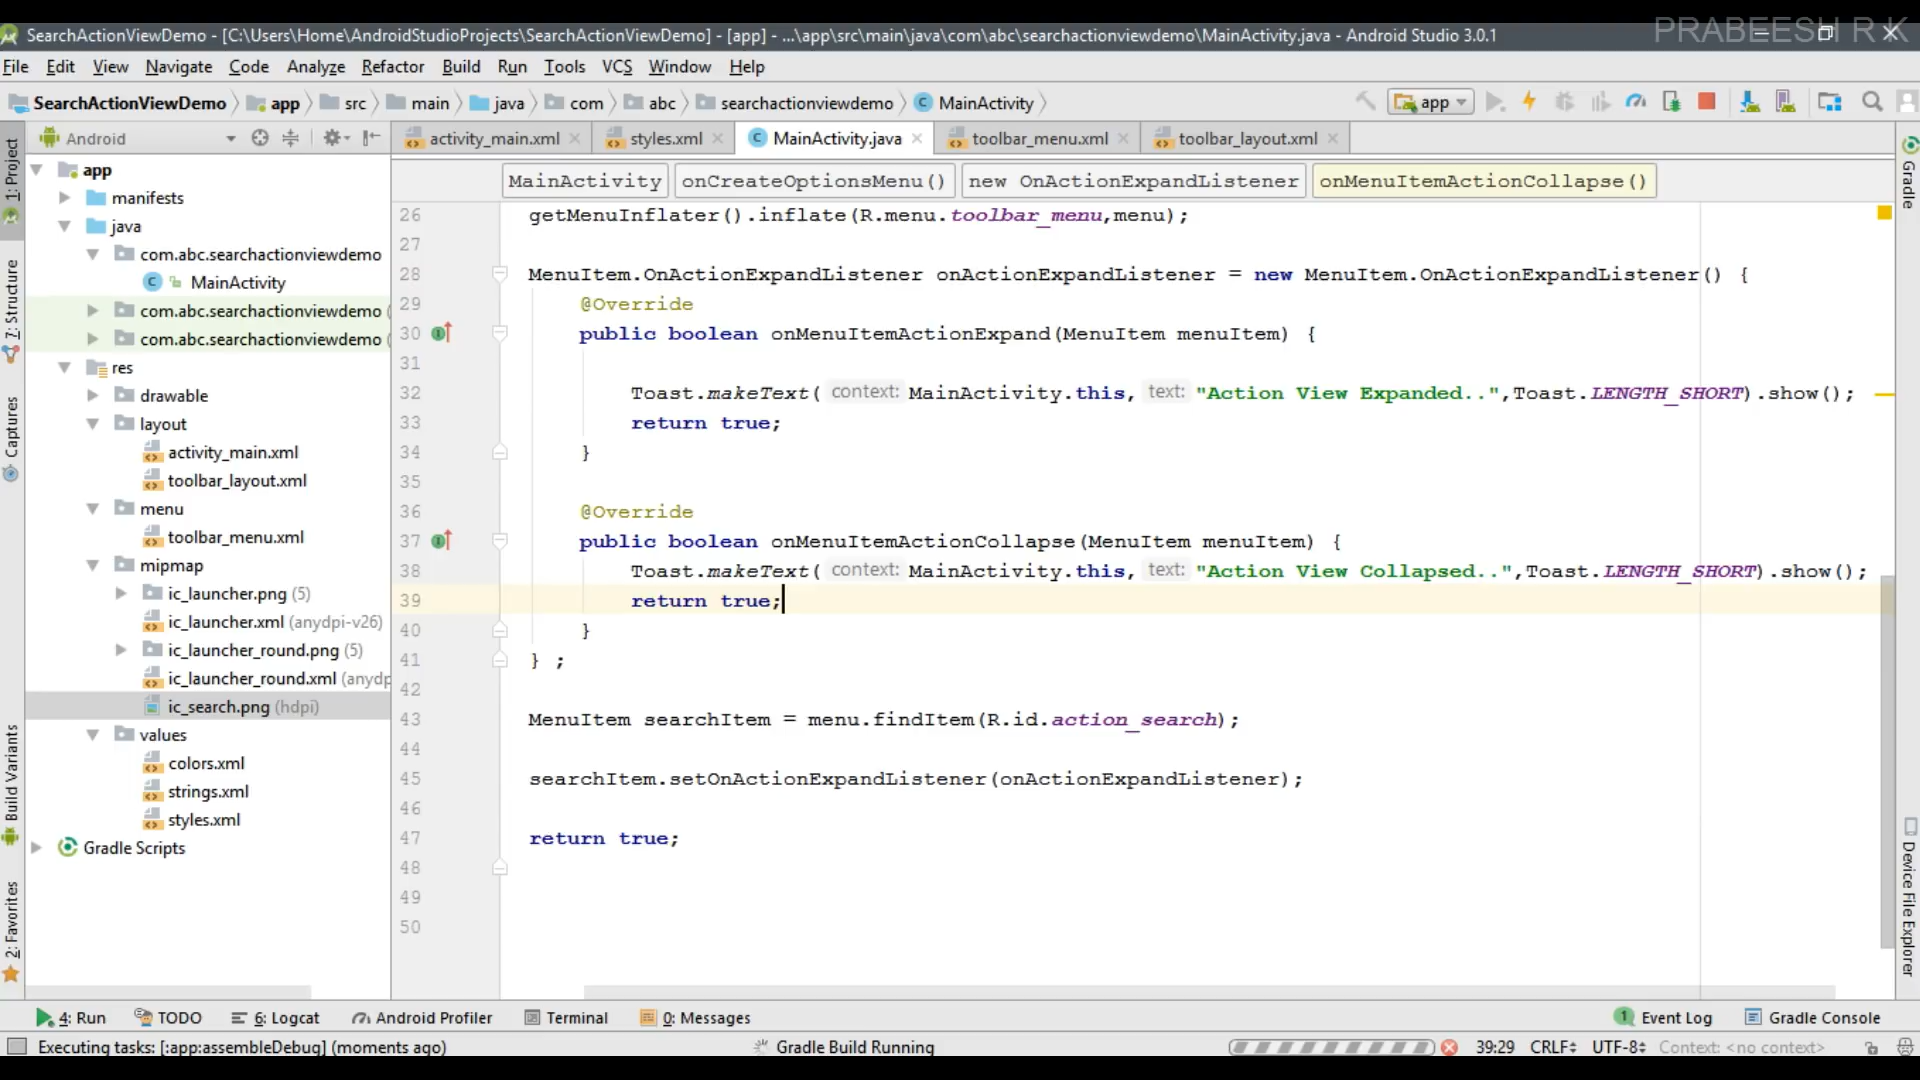 PRABEESH R K
SearchActionViewDemo - [C:\Users\Home\AndroidStudioProjects\SearchActionViewDemo] - [app] - ...\app\src\main\java\com\abc\searchactionviewdemo\MainActivity.java - Android Studio 3.0.1
File Edit View Navigate Code Analyze Refactor Build Run Tools VCS Window Help
SearchActionViewDemo app src main java com abc searchactionviewdemo MainActivity
app
Android
activity_main.xml styles.xml MainActivity.java toolbar_menu.xml toolbar_layout.xml
MainActivity onCreateOptionsMenu() new OnActionExpandListener onMenuItemActionCollapse()
1: Project
7: Structure
Captures
Build Variants
2: Favorites
app
manifests
java
com.abc.searchactionviewdemo
MainActivity
com.abc.searchactionviewdemo (
com.abc.searchactionviewdemo (
res
drawable
layout
activity_main.xml
toolbar_layout.xml
menu
toolbar_menu.xml
mipmap
ic_launcher.png (5)
ic_launcher.xml (anydpi-v26)
ic_launcher_round.png (5)
ic_launcher_round.xml (anydp
ic_search.png (hdpi)
values
colors.xml
strings.xml
styles.xml
Gradle Scripts
26 getMenuInflater().inflate(R.menu.toolbar_menu,menu);
27
28 MenuItem.OnActionExpandListener onActionExpandListener = new MenuItem.OnActionExpandListener() {
29 @Override
30 public boolean onMenuItemActionExpand(MenuItem menuItem) {
31
32 Toast.makeText( context: MainActivity.this, text: "Action View Expanded..",Toast.LENGTH_SHORT).show();
33 return true;
34 }
35
36 @Override
37 public boolean onMenuItemActionCollapse(MenuItem menuItem) {
38 Toast.makeText( context: MainActivity.this, text: "Action View Collapsed..",Toast.LENGTH_SHORT).show();
39 return true;
40 }
41 } ;
42
43 MenuItem searchItem = menu.findItem(R.id.action_search);
44
45 searchItem.setOnActionExpandListener(onActionExpandListener);
46
47 return true;
48
49
50
Gradle
Device File Explorer
4: Run TODO 6: Logcat Android Profiler Terminal 0: Messages 1 Event Log Gradle Console
Executing tasks: [:app:assembleDebug] (moments ago) Gradle Build Running 39:29 CRLF UTF-8 Context: <no context>